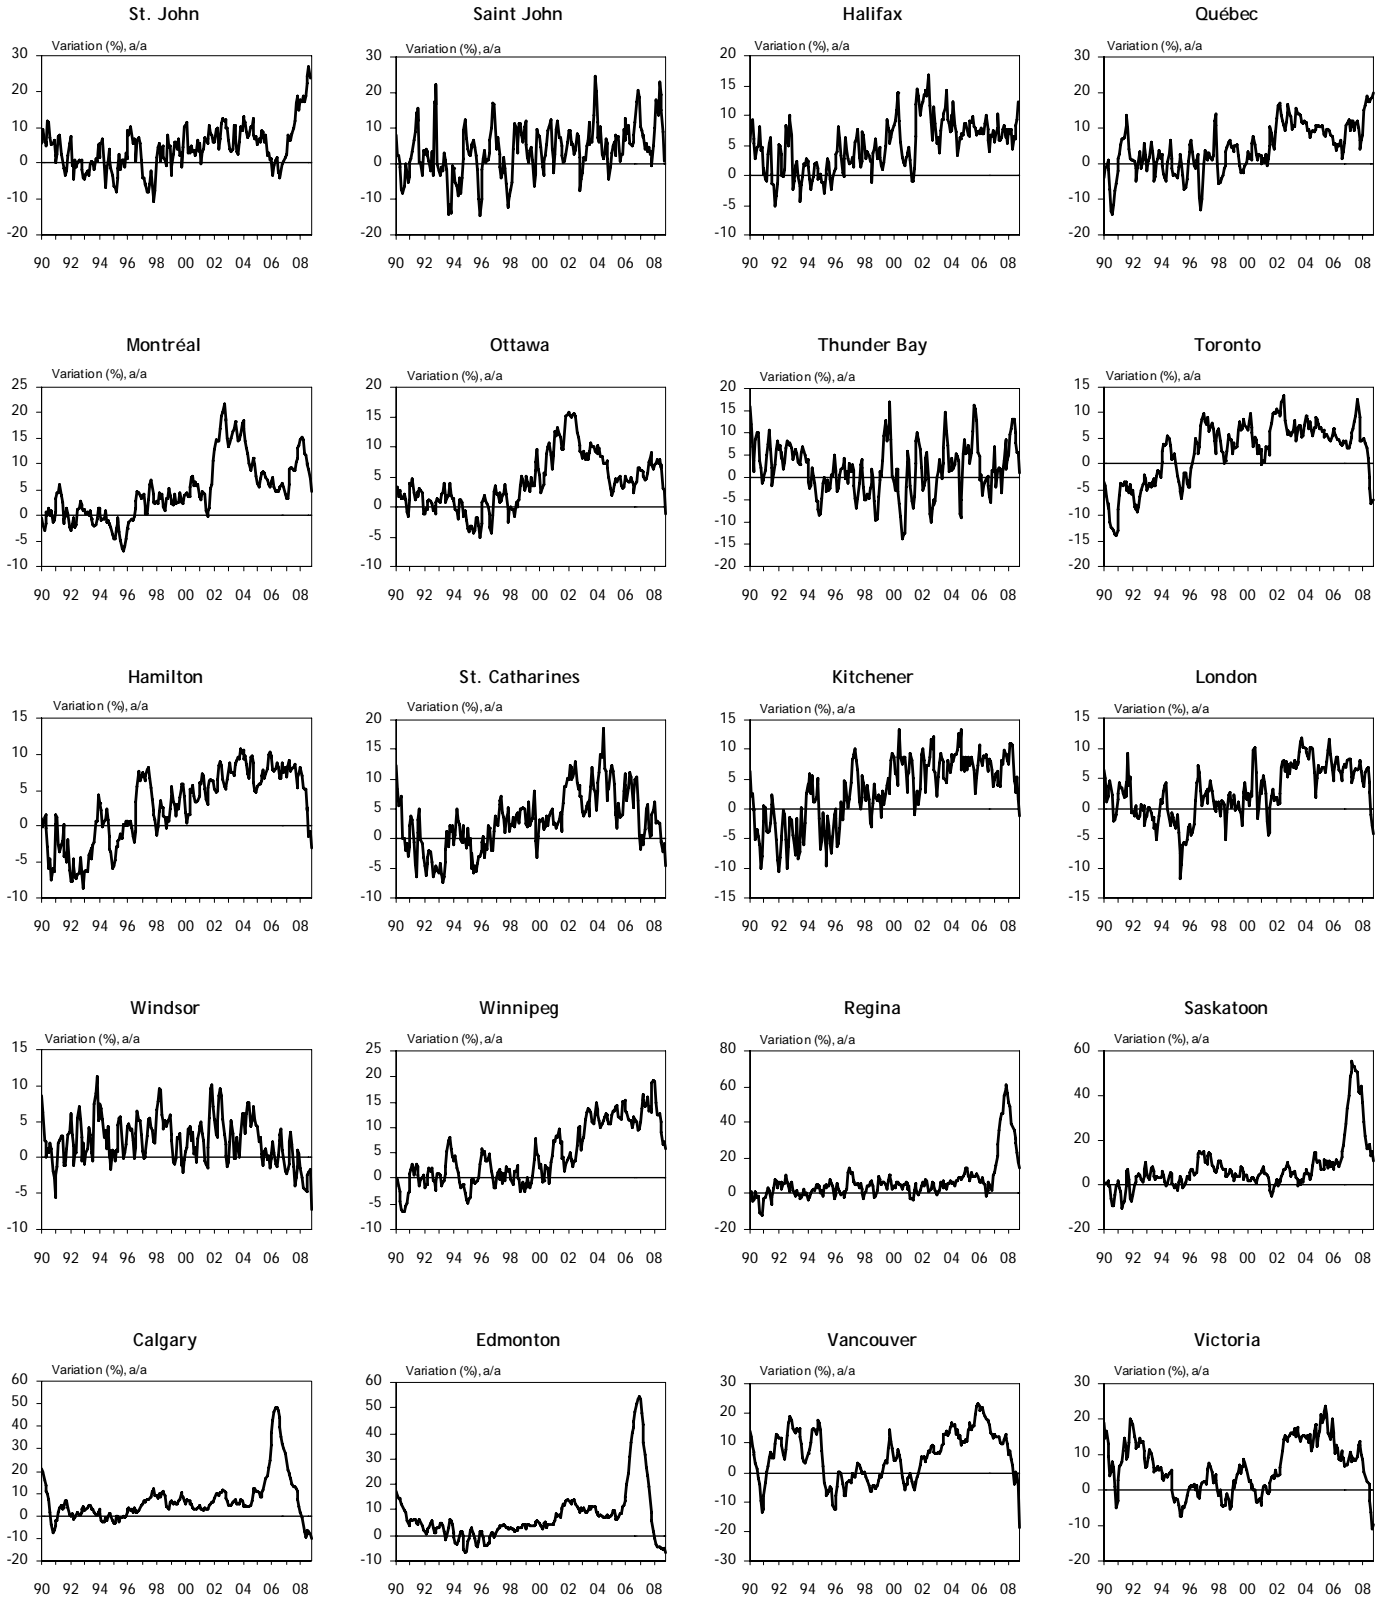 St. John Saint John Halifax Québec
Variation (%), a/a Variation (%), a/a Variation (%), a/a Variation (%), a/a
30 30 20 20
20 20 15 30
10 10 10 10
0 0 5 20
-10 -10 0 0
-20 -20 -5 -10
-10 -20
90 92 94 96 98 00 02 04 06 08 90 92 94 96 98 00 02 04 06 08 90 92 94 96 98 00 02 04 06 08 90 92 94 96 98 00 02 04 06 08
Montréal Ottawa Thunder Bay Toronto
Variation (%), a/a Variation (%), a/a Variation (%), a/a Variation (%), a/a
25 20 20 15
20 15 15 10
15 10 10 5
10 5 5 0
5 0 0 -5
0 -5 -5 -10
-5 -10 -10 -15
-10 -15 -20
-20
90 92 94 96 98 00 02 04 06 08 90 92 94 96 98 00 02 04 06 08 90 92 94 96 98 00 02 04 06 08 90 92 94 96 98 00 02 04 06 08
Hamilton St. Catharines Kitchener London
Variation (%), a/a Variation (%), a/a Variation (%), a/a Variation (%), a/a
15 20 15 15
10 15 10 10
5 10 5 5
0 5 0 0
-5 0 -5 -5
-10 -5 -10 -10
-10 -15 -15
90 92 94 96 98 00 02 04 06 08 90 92 94 96 98 00 02 04 06 08 90 92 94 96 98 00 02 04 06 08 90 92 94 96 98 00 02 04 06 08
Windsor Winnipeg Regina Saskatoon
Variation (%), a/a Variation (%), a/a Variation (%), a/a Variation (%), a/a
15 25 80 60
10 20 60 40
5 15 40 20
0 10 20 0
-5 5 0 -20
-10 0 -20
-5
-10
90 92 94 96 98 00 02 04 06 08 90 92 94 96 98 00 02 04 06 08 90 92 94 96 98 00 02 04 06 08 90 92 94 96 98 00 02 04 06 08
Calgary Edmonton Vancouver Victoria
Variation (%), a/a Variation (%), a/a Variation (%), a/a Variation (%), a/a
60 60 30 30
50 50 20 20
40 40 10 10
30 30 0 0
20 20 -10 -10
10 10 -20 -20
0 0 -30
-10 -10
-20
90 92 94 96 98 00 02 04 06 08 90 92 94 96 98 00 02 04 06 08 90 92 94 96 98 00 02 04 06 08 90 92 94 96 98 00 02 04 06 08